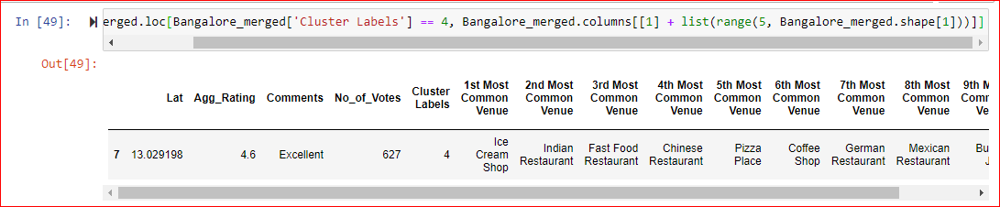 In [49]: erged.loc[Bangalore_merged['Cluster Labels'] == 4, Bangalore_merged.columns[[1] + list(range(5, Bangalore_merged.shape[1]))]]
Out[49]:
Lat Agg_Rating Comments No_of_Votes Cluster Labels 1st Most Common Venue 2nd Most Common Venue 3rd Most Common Venue 4th Most Common Venue 5th Most Common Venue 6th Most Common Venue 7th Most Common Venue 8th Most Common Venue 9th M Comm Ve
7 13.029198 4.6 Excellent 627 4 Ice Cream Shop Indian Restaurant Fast Food Restaurant Chinese Restaurant Pizza Place Coffee Shop German Restaurant Mexican Restaurant Bu J